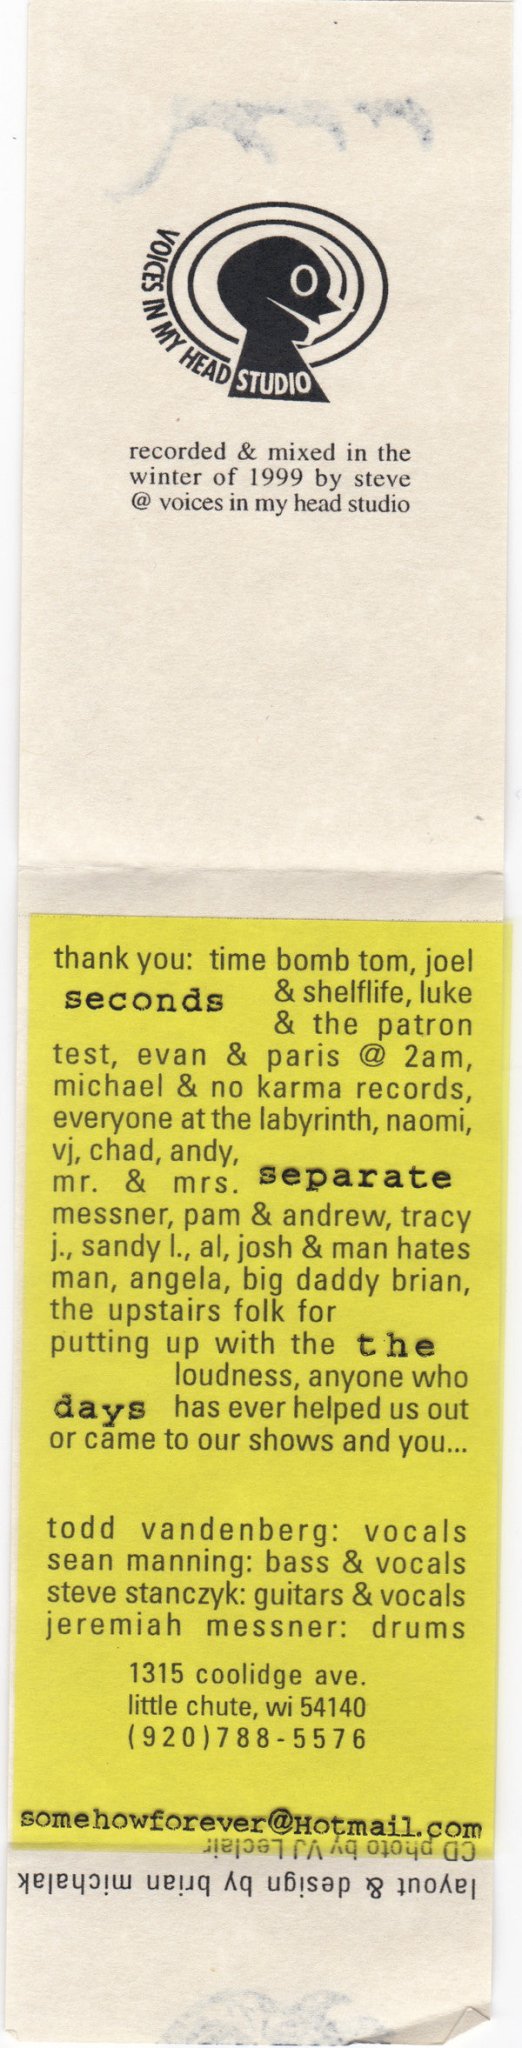 VOICES IN MY HEAD STUDIO
recorded & mixed in the
winter of 1999 by steve
@ voices in my head studio
thank you: time bomb tom, joel
seconds & shelflife, luke
& the patron
test, evan & paris @ 2am,
michael & no karma records,
everyone at the labyrinth, naomi,
vj, chad, andy,
mr. & mrs. separate
messner, pam & andrew, tracy
j., sandy l., al, josh & man hates
man, angela, big daddy brian,
the upstairs folk for
putting up with the the
loudness, anyone who
days has ever helped us out
or came to our shows and you...
todd vandenberg: vocals
sean manning: bass & vocals
steve stanczyk: guitars & vocals
jeremiah messner: drums
1315 coolidge ave.
little chute, wi 54140
(920)788-5576
somehowforever@Hotmail.com
CD photo by VJ Leclair
layout & design by brian michalak